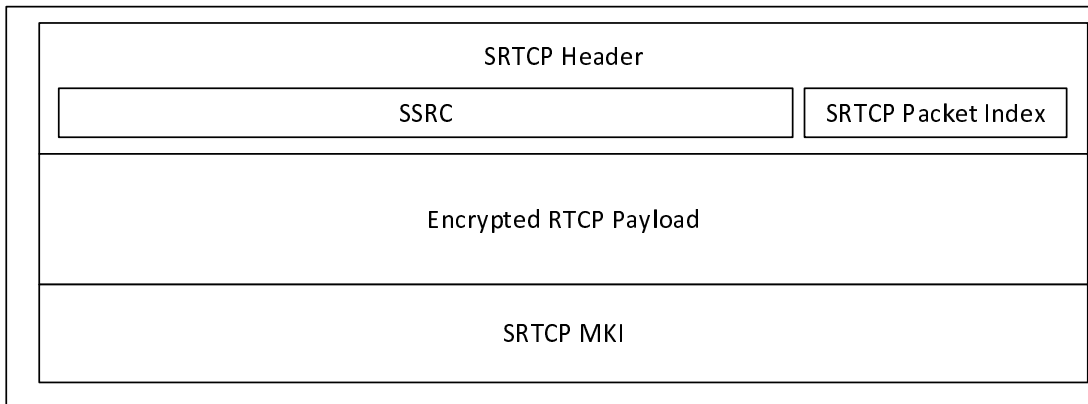 SRTCP Header
SSRC SRTCP Packet Index
Encrypted RTCP Payload
SRTCP MKI